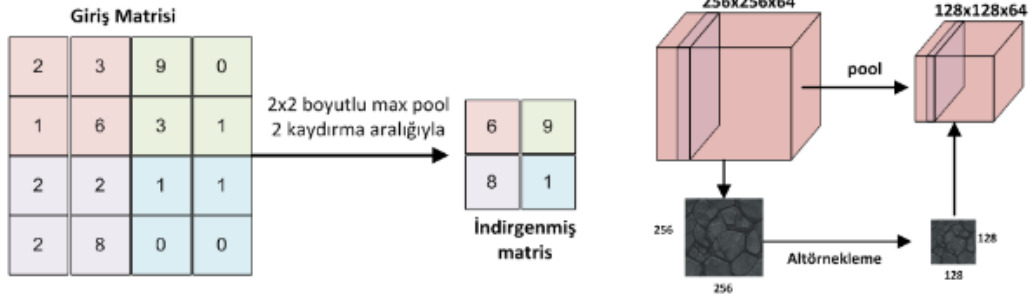 Giriş Matrisi
2 3 9 0
1 6 3 1
2 2 1 1
2 8 0 0
2x2 boyutlu max pool
2 kaydırma aralığıyla
6 9
8 1
İndirgenmiş
matris
256x256x64
pool
128x128x64
256
256
Altörnekleme
128
128